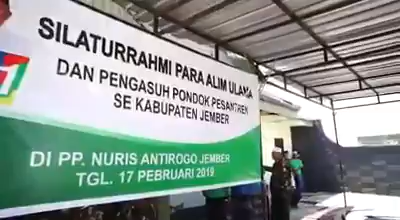 SILATURRAHMI PARA ALIM ULAMA
DAN PENGASUH PONDOK PESANTREN
SE KABUPATEN JEMBER
DI PP. NURIS ANTIROGO JEMBER
TGL. 17 PEBRUARI 2019